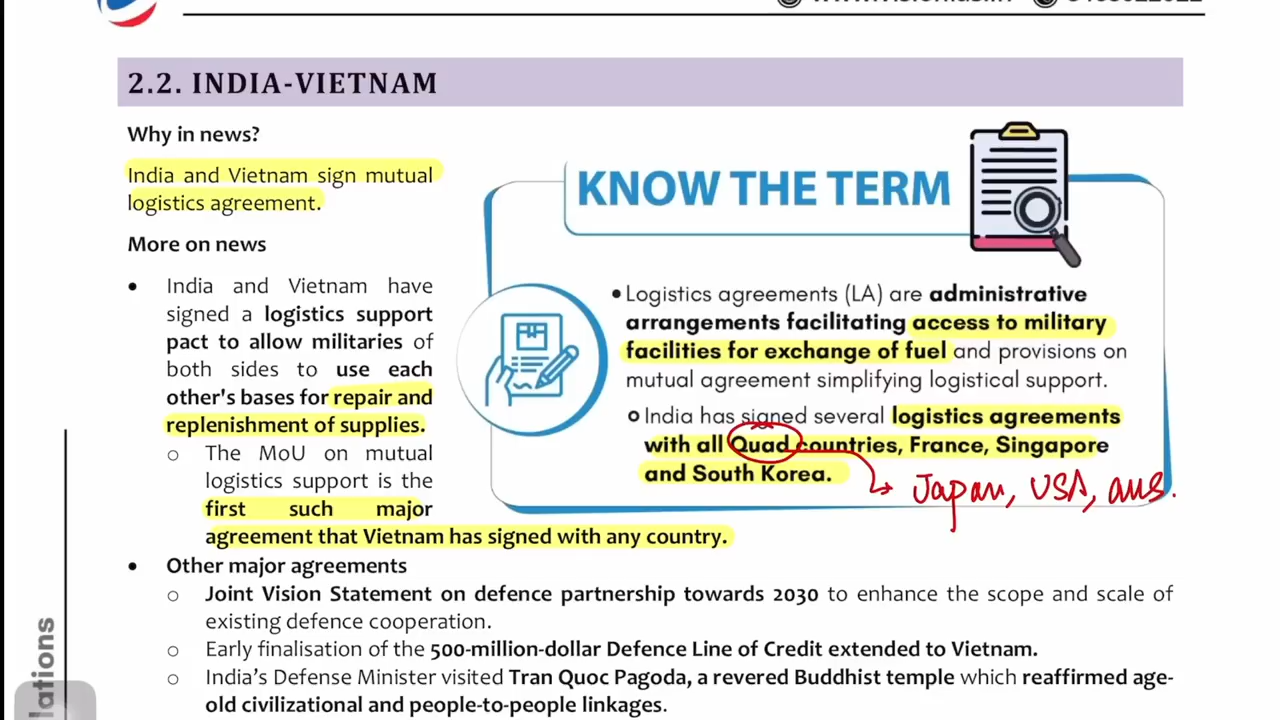 2.2. INDIA-VIETNAM
Why in news?
India and Vietnam sign mutual
logistics agreement.
More on news
• India and Vietnam have
signed a logistics support
pact to allow militaries of
both sides to use each
other's bases for repair and
replenishment of supplies.
o The MoU on mutual
logistics support is the
first such major
agreement that Vietnam has signed with any country.
KNOW THE TERM
• Logistics agreements (LA) are administrative
arrangements facilitating access to military
facilities for exchange of fuel and provisions on
mutual agreement simplifying logistical support.
o India has signed several logistics agreements
with all Quad countries, France, Singapore
and South Korea.
Japan, USA, aus.
• Other major agreements
o Joint Vision Statement on defence partnership towards 2030 to enhance the scope and scale of
existing defence cooperation.
o Early finalisation of the 500-million-dollar Defence Line of Credit extended to Vietnam.
o India's Defense Minister visited Tran Quoc Pagoda, a revered Buddhist temple which reaffirmed age-
old civilizational and people-to-people linkages.
lations